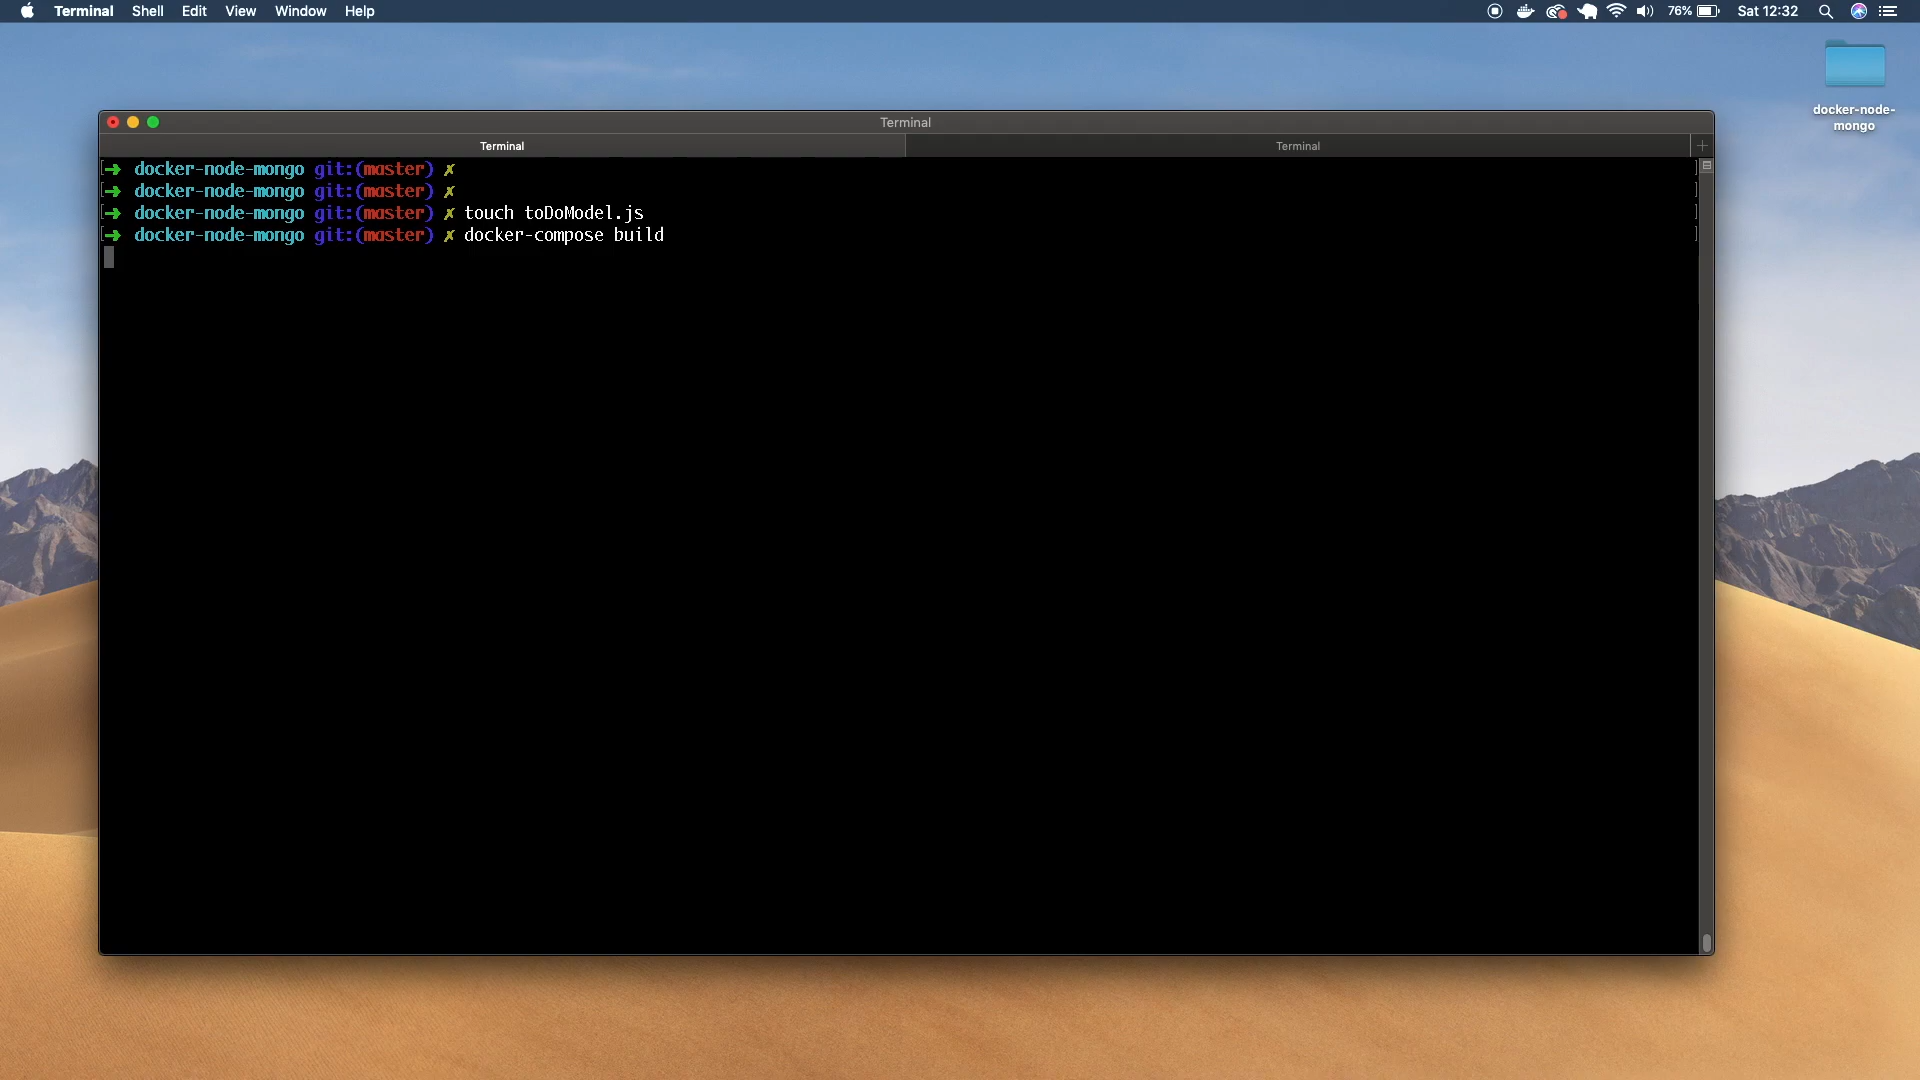 Terminal Shell Edit View Window Help 76% Sat 12:32
docker-node-
mongo
Terminal
Terminal Terminal +
[➜ docker-node-mongo git:(master) ✗ ]
[➜ docker-node-mongo git:(master) ✗ ]
[➜ docker-node-mongo git:(master) ✗ touch toDoModel.js ]
[➜ docker-node-mongo git:(master) ✗ docker-compose build ]